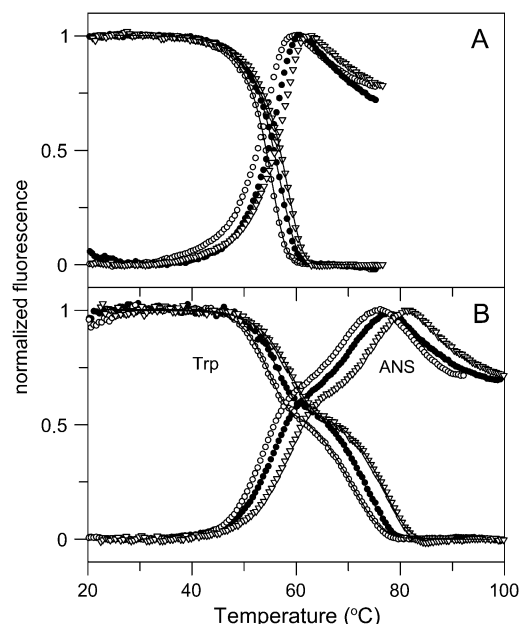 A
1
0.5
0
normalized fluorescence
B
1
Trp
ANS
0.5
0
20 40 60 80 100
Temperature (°C)